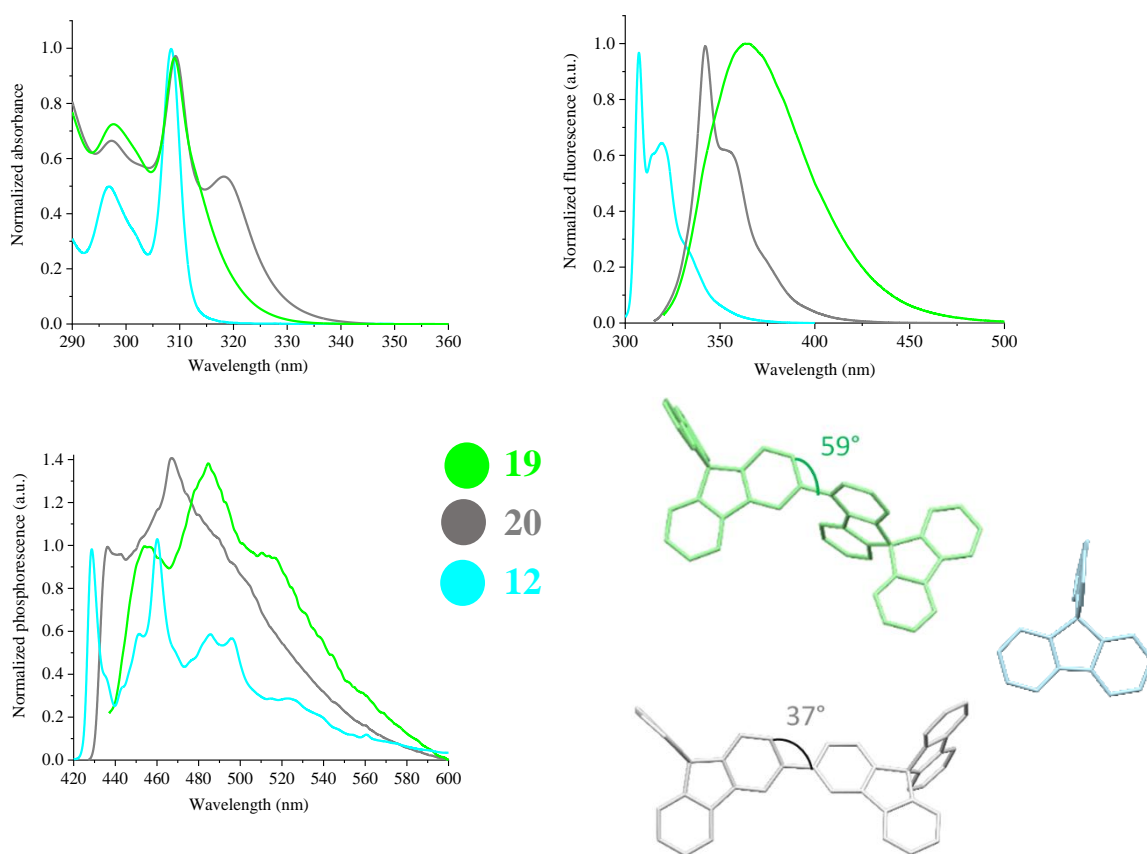 Normalized absorbance
1.0
0.8
0.6
0.4
0.2
0.0
290 300 310 320 330 340 350 360
Wavelength (nm)
Normalized fluorescence (a.u.)
1.0
0.8
0.6
0.4
0.2
0.0
300 350 400 450 500
Wavelength (nm)
Normalized phosphorescence (a.u.)
1.4
1.2
1.0
0.8
0.6
0.4
0.2
0.0
420 440 460 480 500 520 540 560 580 600
Wavelength (nm)
19
20
12
59°
37°